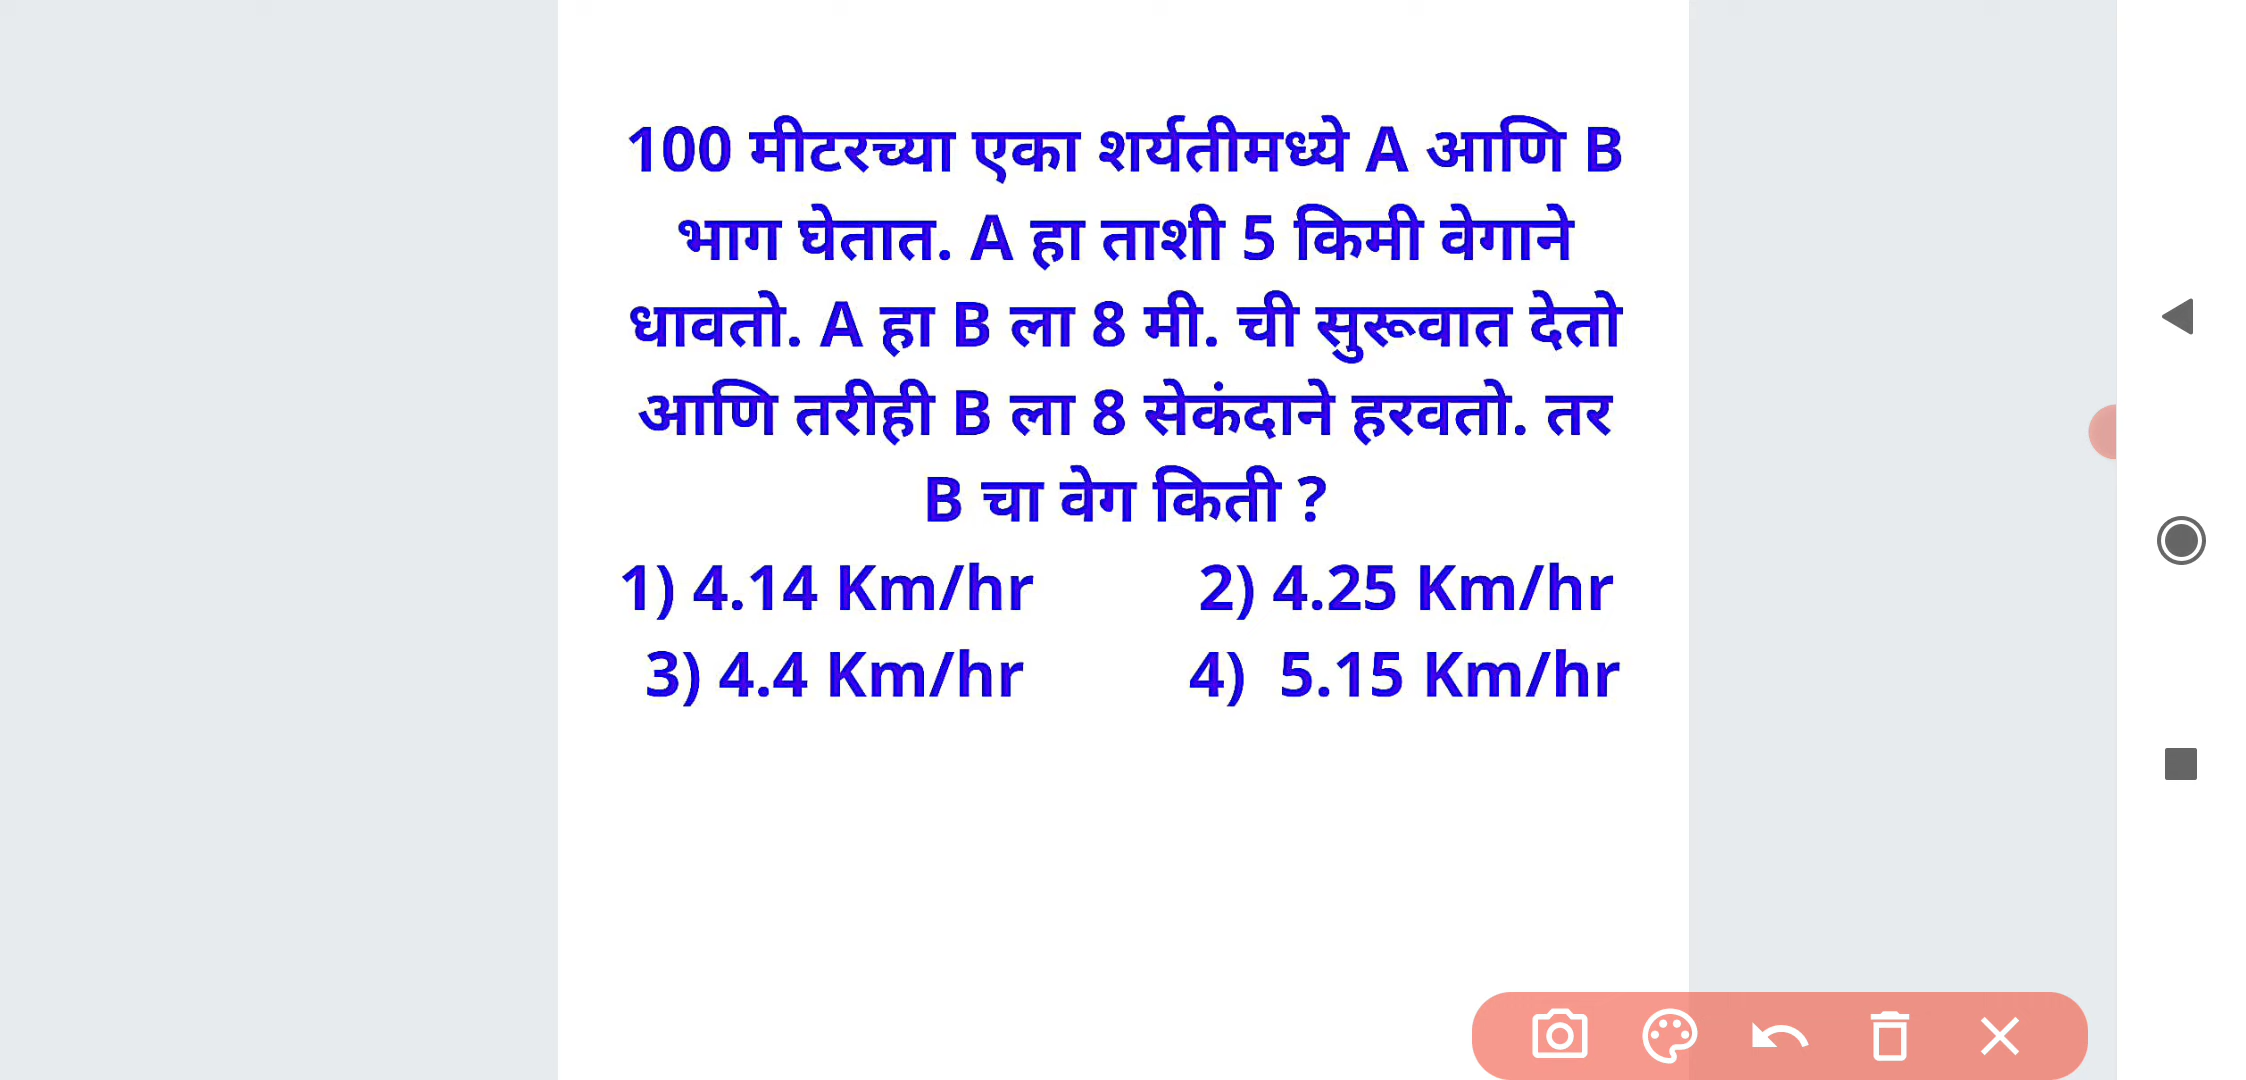 100 मीटरच्या एका शर्यतीमध्ये A आणि B
भाग घेतात. A हा ताशी 5 किमी वेगाने
धावतो. A हा B ला 8 मी. ची सुरूवात देतो
आणि तरीही B ला 8 सेकंदाने हरवतो. तर
B चा वेग किती ?
1) 4.14 Km/hr 2) 4.25 Km/hr
3) 4.4 Km/hr 4) 5.15 Km/hr